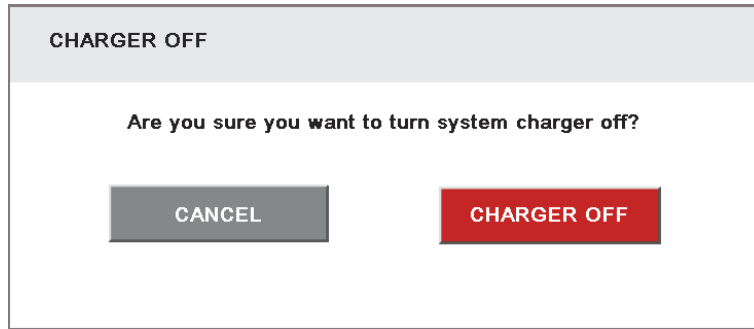 CHARGER OFF
Are you sure you want to turn system charger off?
CANCEL
CHARGER OFF